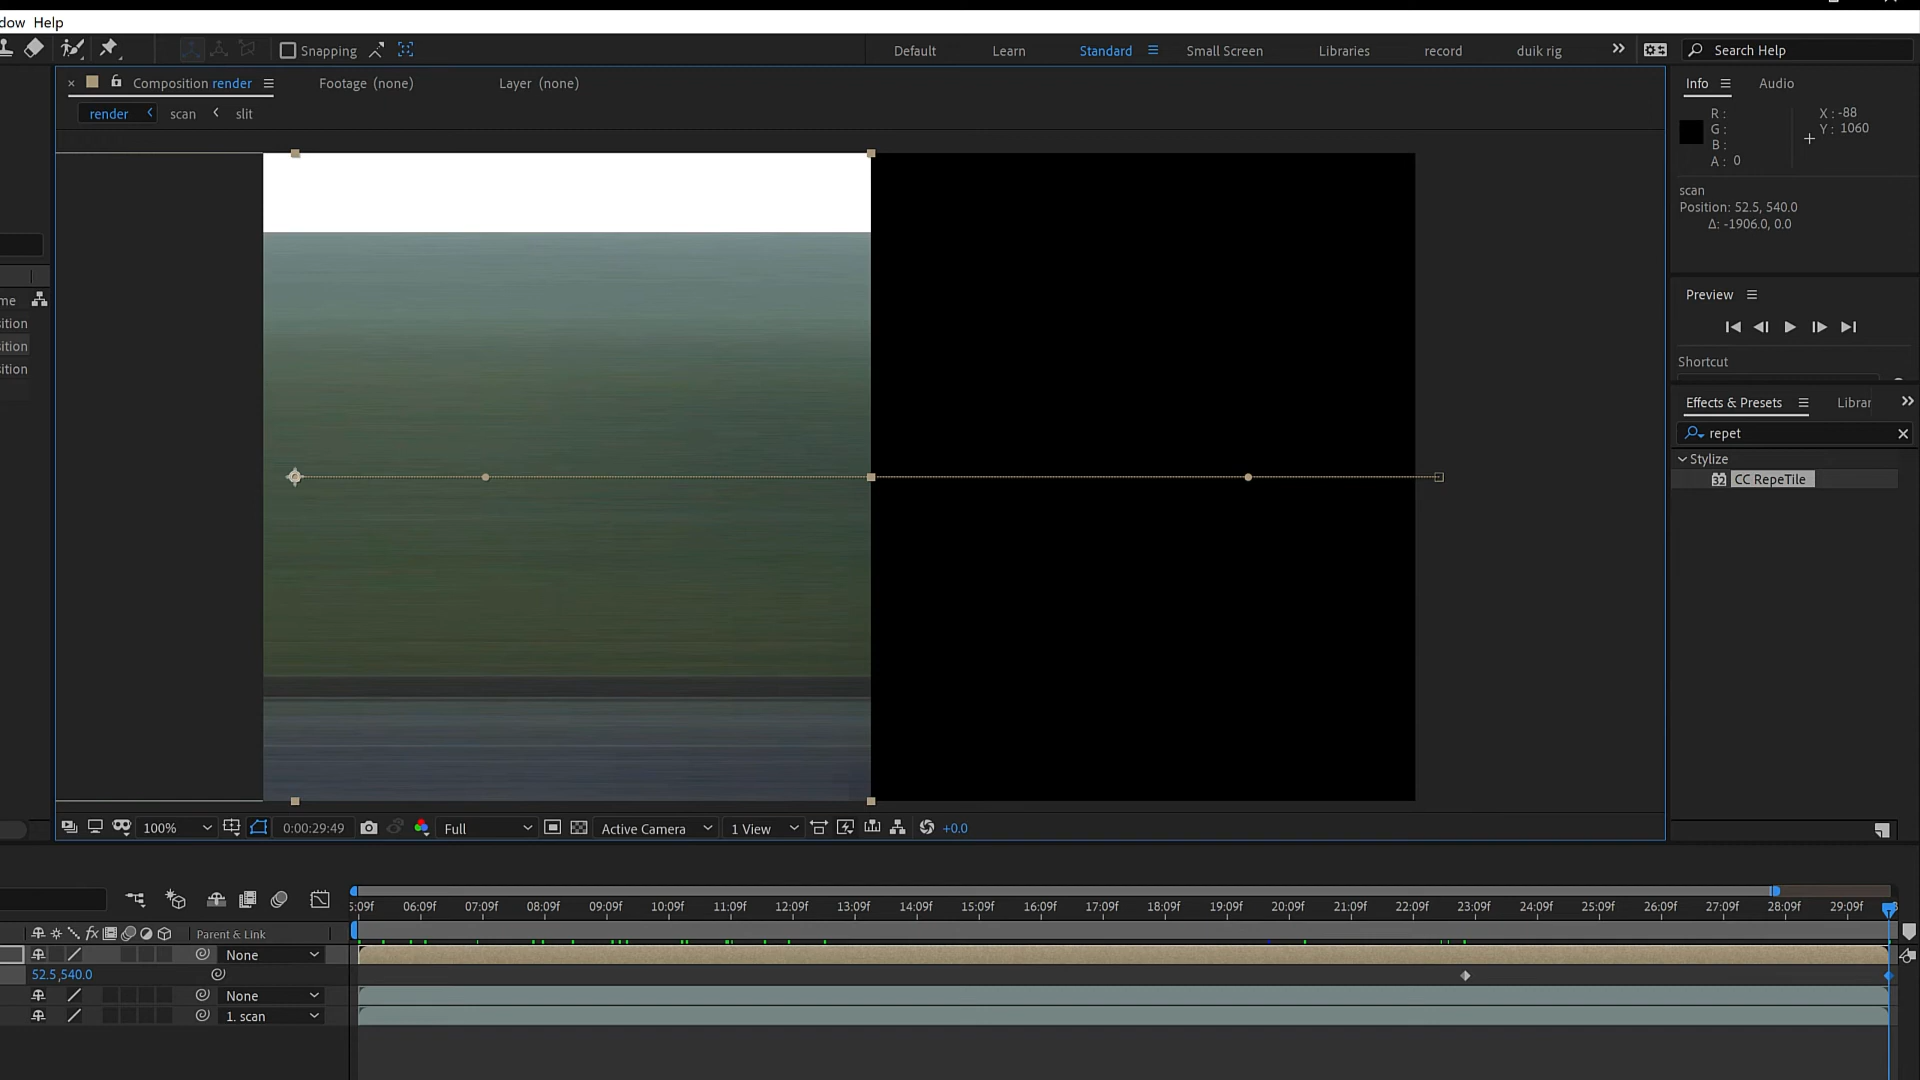 dow Help
Snapping
Default Learn Standard Small Screen Libraries record duik rig
Search Help
× Composition render
Footage (none)
Layer (none)
render scan slit
Info Audio
R :
G :
B :
A : 0
X : -88
Y : 1060
scan
Position: 52.5, 540.0
Δ: -1906.0, 0.0
Preview
Shortcut
Effects & Presets
Librar
repet
Stylize
32 CC RepeTile
me
sition
sition
sition
100%
0:00:29:49
Full
Active Camera
1 View
+0.0
5:09f 06:09f 07:09f 08:09f 09:09f 10:09f 11:09f 12:09f 13:09f 14:09f 15:09f 16:09f 17:09f 18:09f 19:09f 20:09f 21:09f 22:09f 23:09f 24:09f 25:09f 26:09f 27:09f 28:09f 29:09f
fx Parent & Link
None
52.5,540.0
None
1. scan